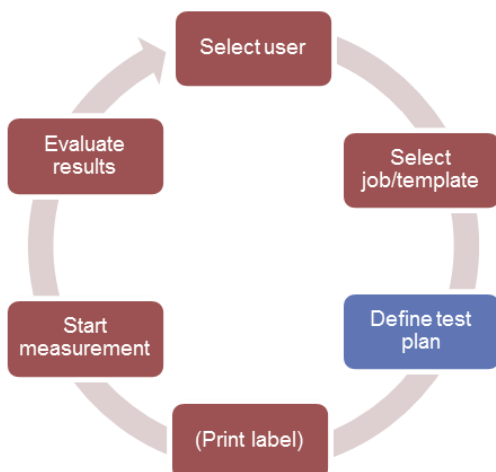 Select user
Select
job/template
Define test
plan
(Print label)
Start
measurement
Evaluate
results